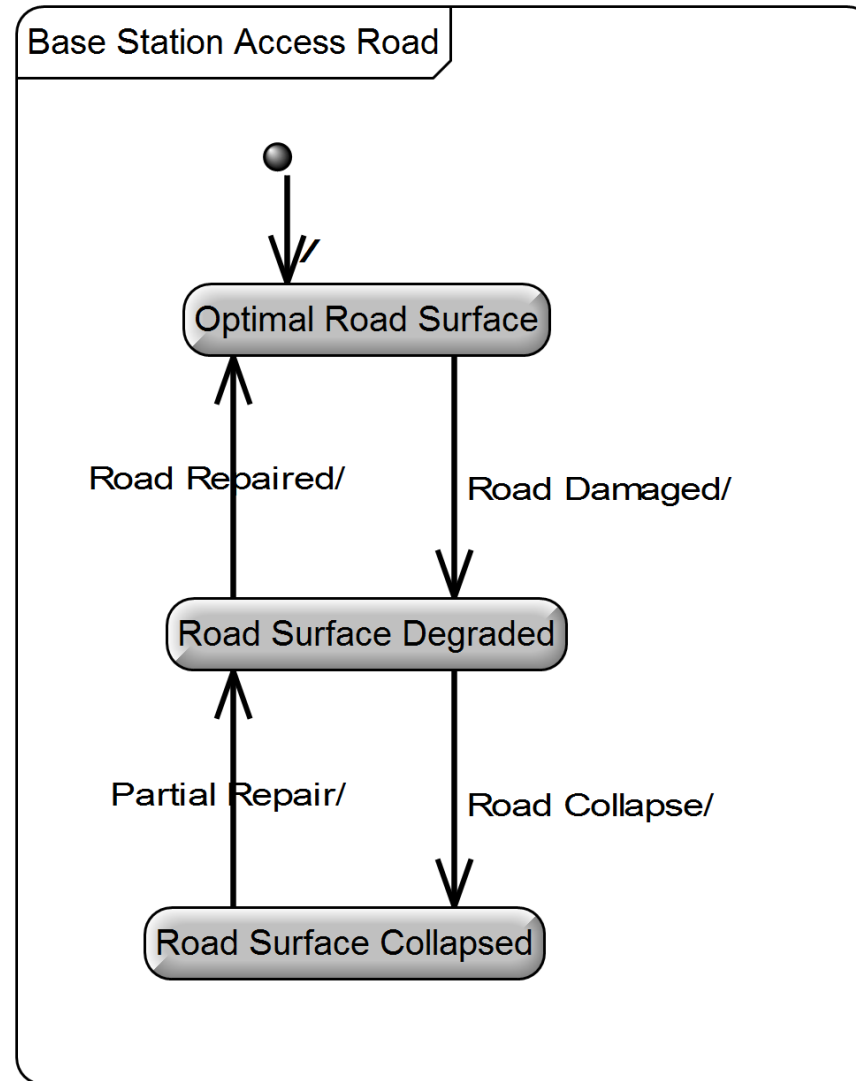 Base Station Access Road
/
Optimal Road Surface
Road Repaired/
Road Damaged/
Road Surface Degraded
Partial Repair/
Road Collapse/
Road Surface Collapsed